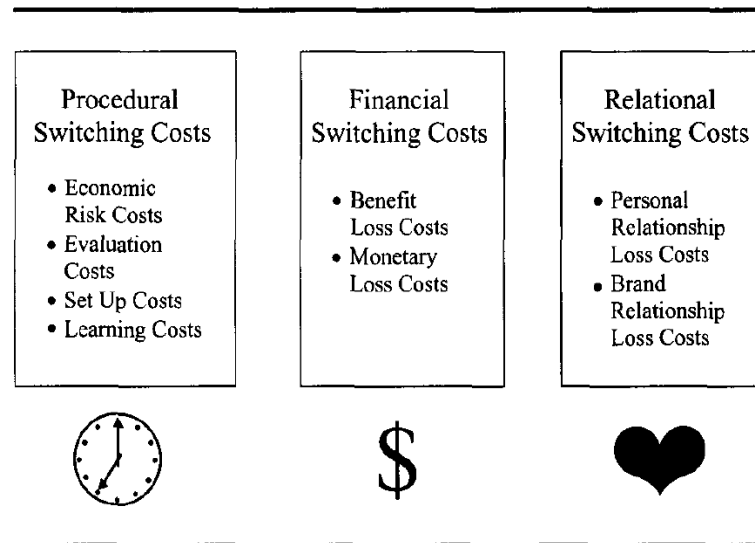 Procedural
Switching Costs
• Economic
Risk Costs
• Evaluation
Costs
• Set Up Costs
• Learning Costs
Financial
Switching Costs
• Benefit
Loss Costs
• Monetary
Loss Costs
Relational
Switching Costs
• Personal
Relationship
Loss Costs
• Brand
Relationship
Loss Costs
$